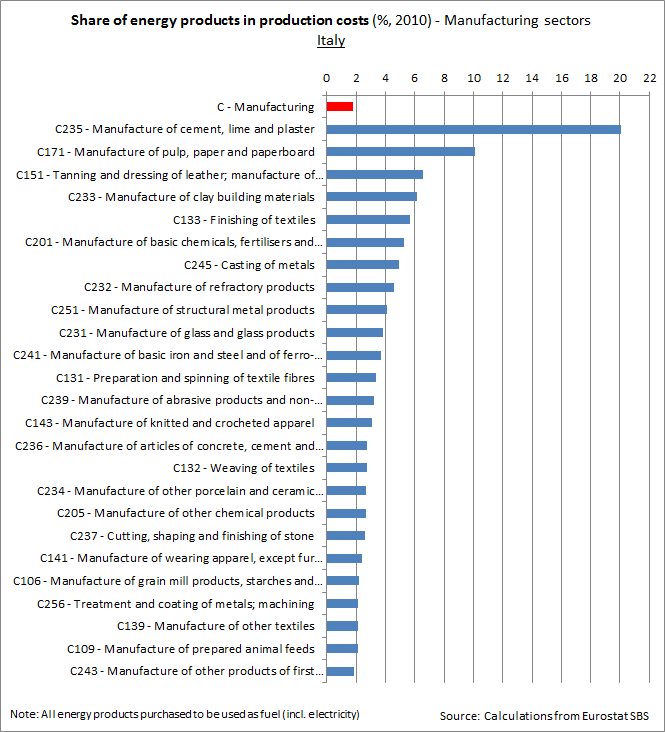 Share of energy products in production costs (%, 2010) - Manufacturing sectors
Italy
0 2 4 6 8 10 12 14 16 18 20 22
C - Manufacturing
C235 - Manufacture of cement, lime and plaster
C171 - Manufacture of pulp, paper and paperboard
C151 - Tanning and dressing of leather; manufacture of...
C233 - Manufacture of clay building materials
C133 - Finishing of textiles
C201 - Manufacture of basic chemicals, fertilisers and...
C245 - Casting of metals
C232 - Manufacture of refractory products
C251 - Manufacture of structural metal products
C231 - Manufacture of glass and glass products
C241 - Manufacture of basic iron and steel and of ferro-...
C131 - Preparation and spinning of textile fibres
C239 - Manufacture of abrasive products and non-...
C143 - Manufacture of knitted and crocheted apparel
C236 - Manufacture of articles of concrete, cement and...
C132 - Weaving of textiles
C234 - Manufacture of other porcelain and ceramic...
C205 - Manufacture of other chemical products
C237 - Cutting, shaping and finishing of stone
C141 - Manufacture of wearing apparel, except fur...
C106 - Manufacture of grain mill products, starches and...
C256 - Treatment and coating of metals; machining
C139 - Manufacture of other textiles
C109 - Manufacture of prepared animal feeds
C243 - Manufacture of other products of first...
Note: All energy products purchased to be used as fuel (incl. electricity)
Source: Calculations from Eurostat SBS